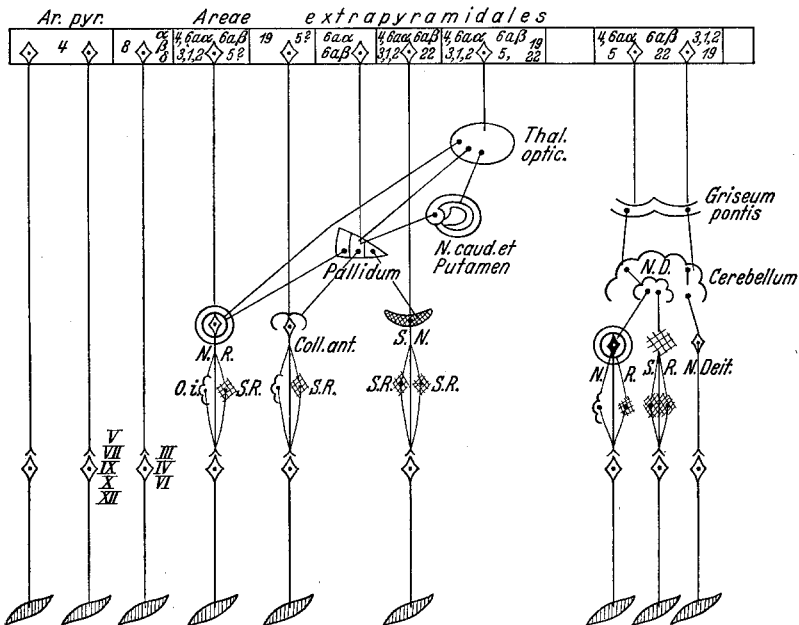 Ar. pyr. Areae extrapyramidales
4 8 α β δ 4, 6aα, 6aβ 3,1,2 5? 19 5? 6aα 6aβ 4, 6aα, 6aβ 3,1,2 22 4, 6aα 6aβ 19 3,1,2 5, 22 4, 6aα 6aβ 3,1,2 5 22 19
Thal. optic.
Griseum pontis
N. caud. et Putamen
Pallidum
N. D.
Cerebellum
N. R. Coll. ant. S. N. N. R. S. R. N. Deit.
O. i. S.R. S.R. S.R. S.R.
V III
VII IV
IX VI
X
XII